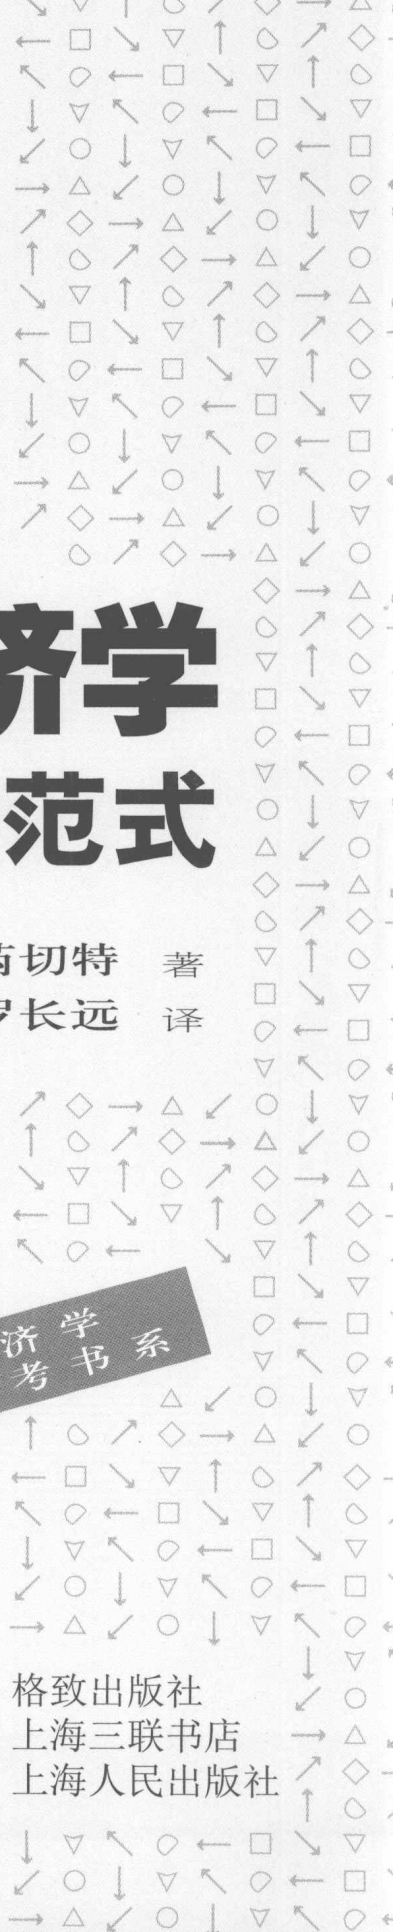 济学
范式
芮切特 著
罗长远 译
济学
考书系
格致出版社
上海三联书店
上海人民出版社